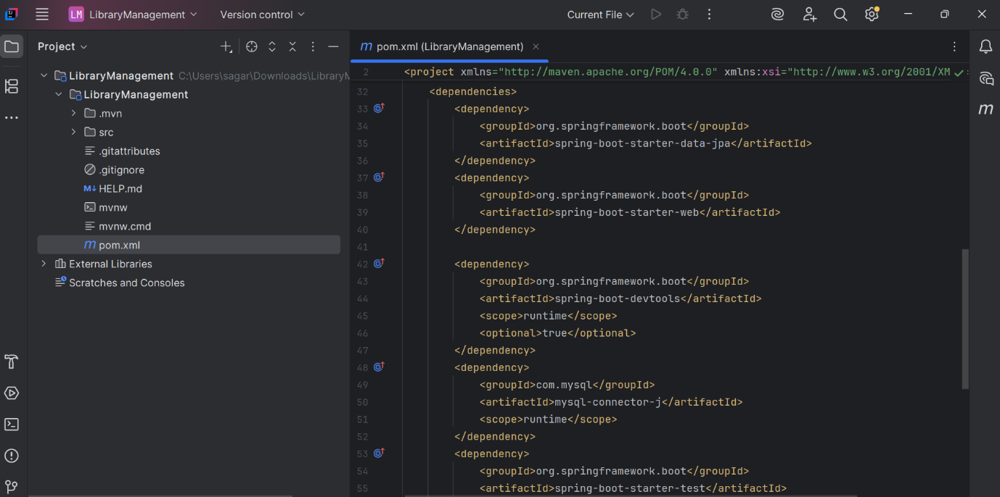 LM LibraryManagement Version control Current File
Project
LibraryManagement C:\Users\sagar\Downloads\LibraryM
LibraryManagement
.mvn
src
.gitattributes
.gitignore
M↓ HELP.md
mvnw
mvnw.cmd
m pom.xml
External Libraries
Scratches and Consoles
m pom.xml (LibraryManagement)
2 <project xmlns="http://maven.apache.org/POM/4.0.0" xmlns:xsi="http://www.w3.org/2001/XM
32 <dependencies>
33 <dependency>
34 <groupId>org.springframework.boot</groupId>
35 <artifactId>spring-boot-starter-data-jpa</artifactId>
36 </dependency>
37 <dependency>
38 <groupId>org.springframework.boot</groupId>
39 <artifactId>spring-boot-starter-web</artifactId>
40 </dependency>
41
42 <dependency>
43 <groupId>org.springframework.boot</groupId>
44 <artifactId>spring-boot-devtools</artifactId>
45 <scope>runtime</scope>
46 <optional>true</optional>
47 </dependency>
48 <dependency>
49 <groupId>com.mysql</groupId>
50 <artifactId>mysql-connector-j</artifactId>
51 <scope>runtime</scope>
52 </dependency>
53 <dependency>
54 <groupId>org.springframework.boot</groupId>
55 <artifactId>spring-boot-starter-test</artifactId>
m